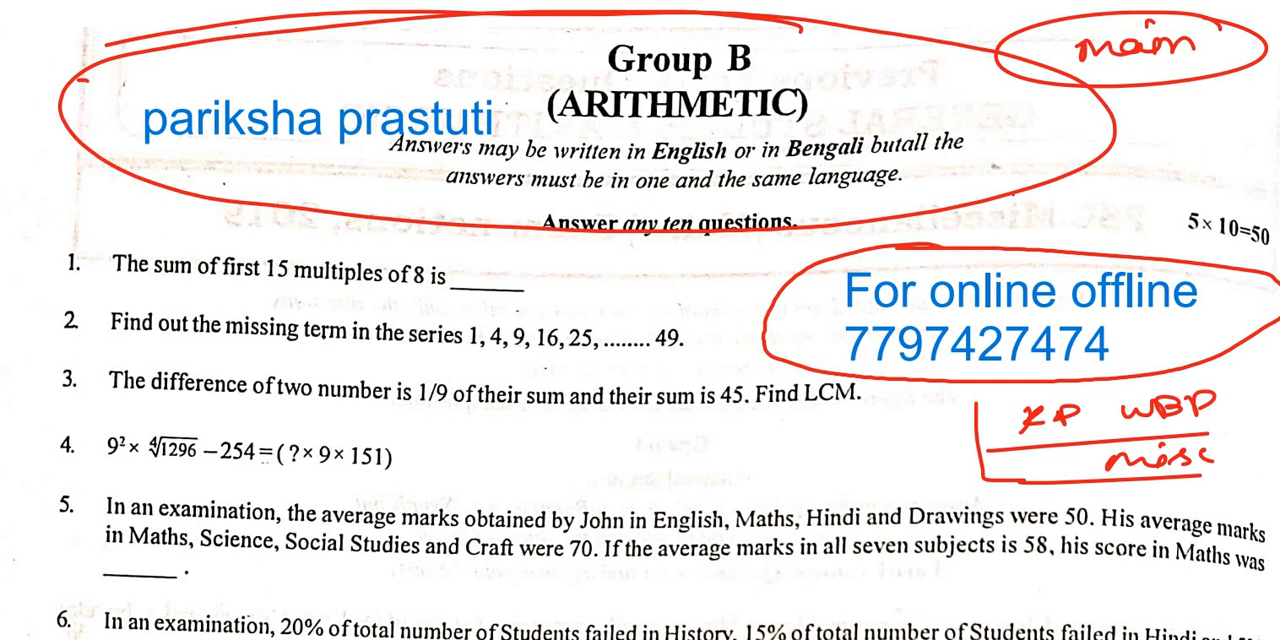 Group B
main
(ARITHMETIC)
pariksha prastuti
Answers may be written in English or in Bengali butall the
answers must be in one and the same language.
Answer any ten questions.
5 × 10=50
1. The sum of first 15 multiples of 8 is ______
For online offline
7797427474
2. Find out the missing term in the series 1, 4, 9, 16, 25, ........ 49.
3. The difference of two number is 1/9 of their sum and their sum is 45. Find LCM.
WBP
misc
4. 9² × ∜1296 – 254 = ( ? × 9 × 151)
5. In an examination, the average marks obtained by John in English, Maths, Hindi and Drawings were 50. His average marks
in Maths, Science, Social Studies and Craft were 70. If the average marks in all seven subjects is 58, his score in Maths was
______ .
6. In an examination, 20% of total number of Students failed in History, 15% of total number of Students failed in Hindi